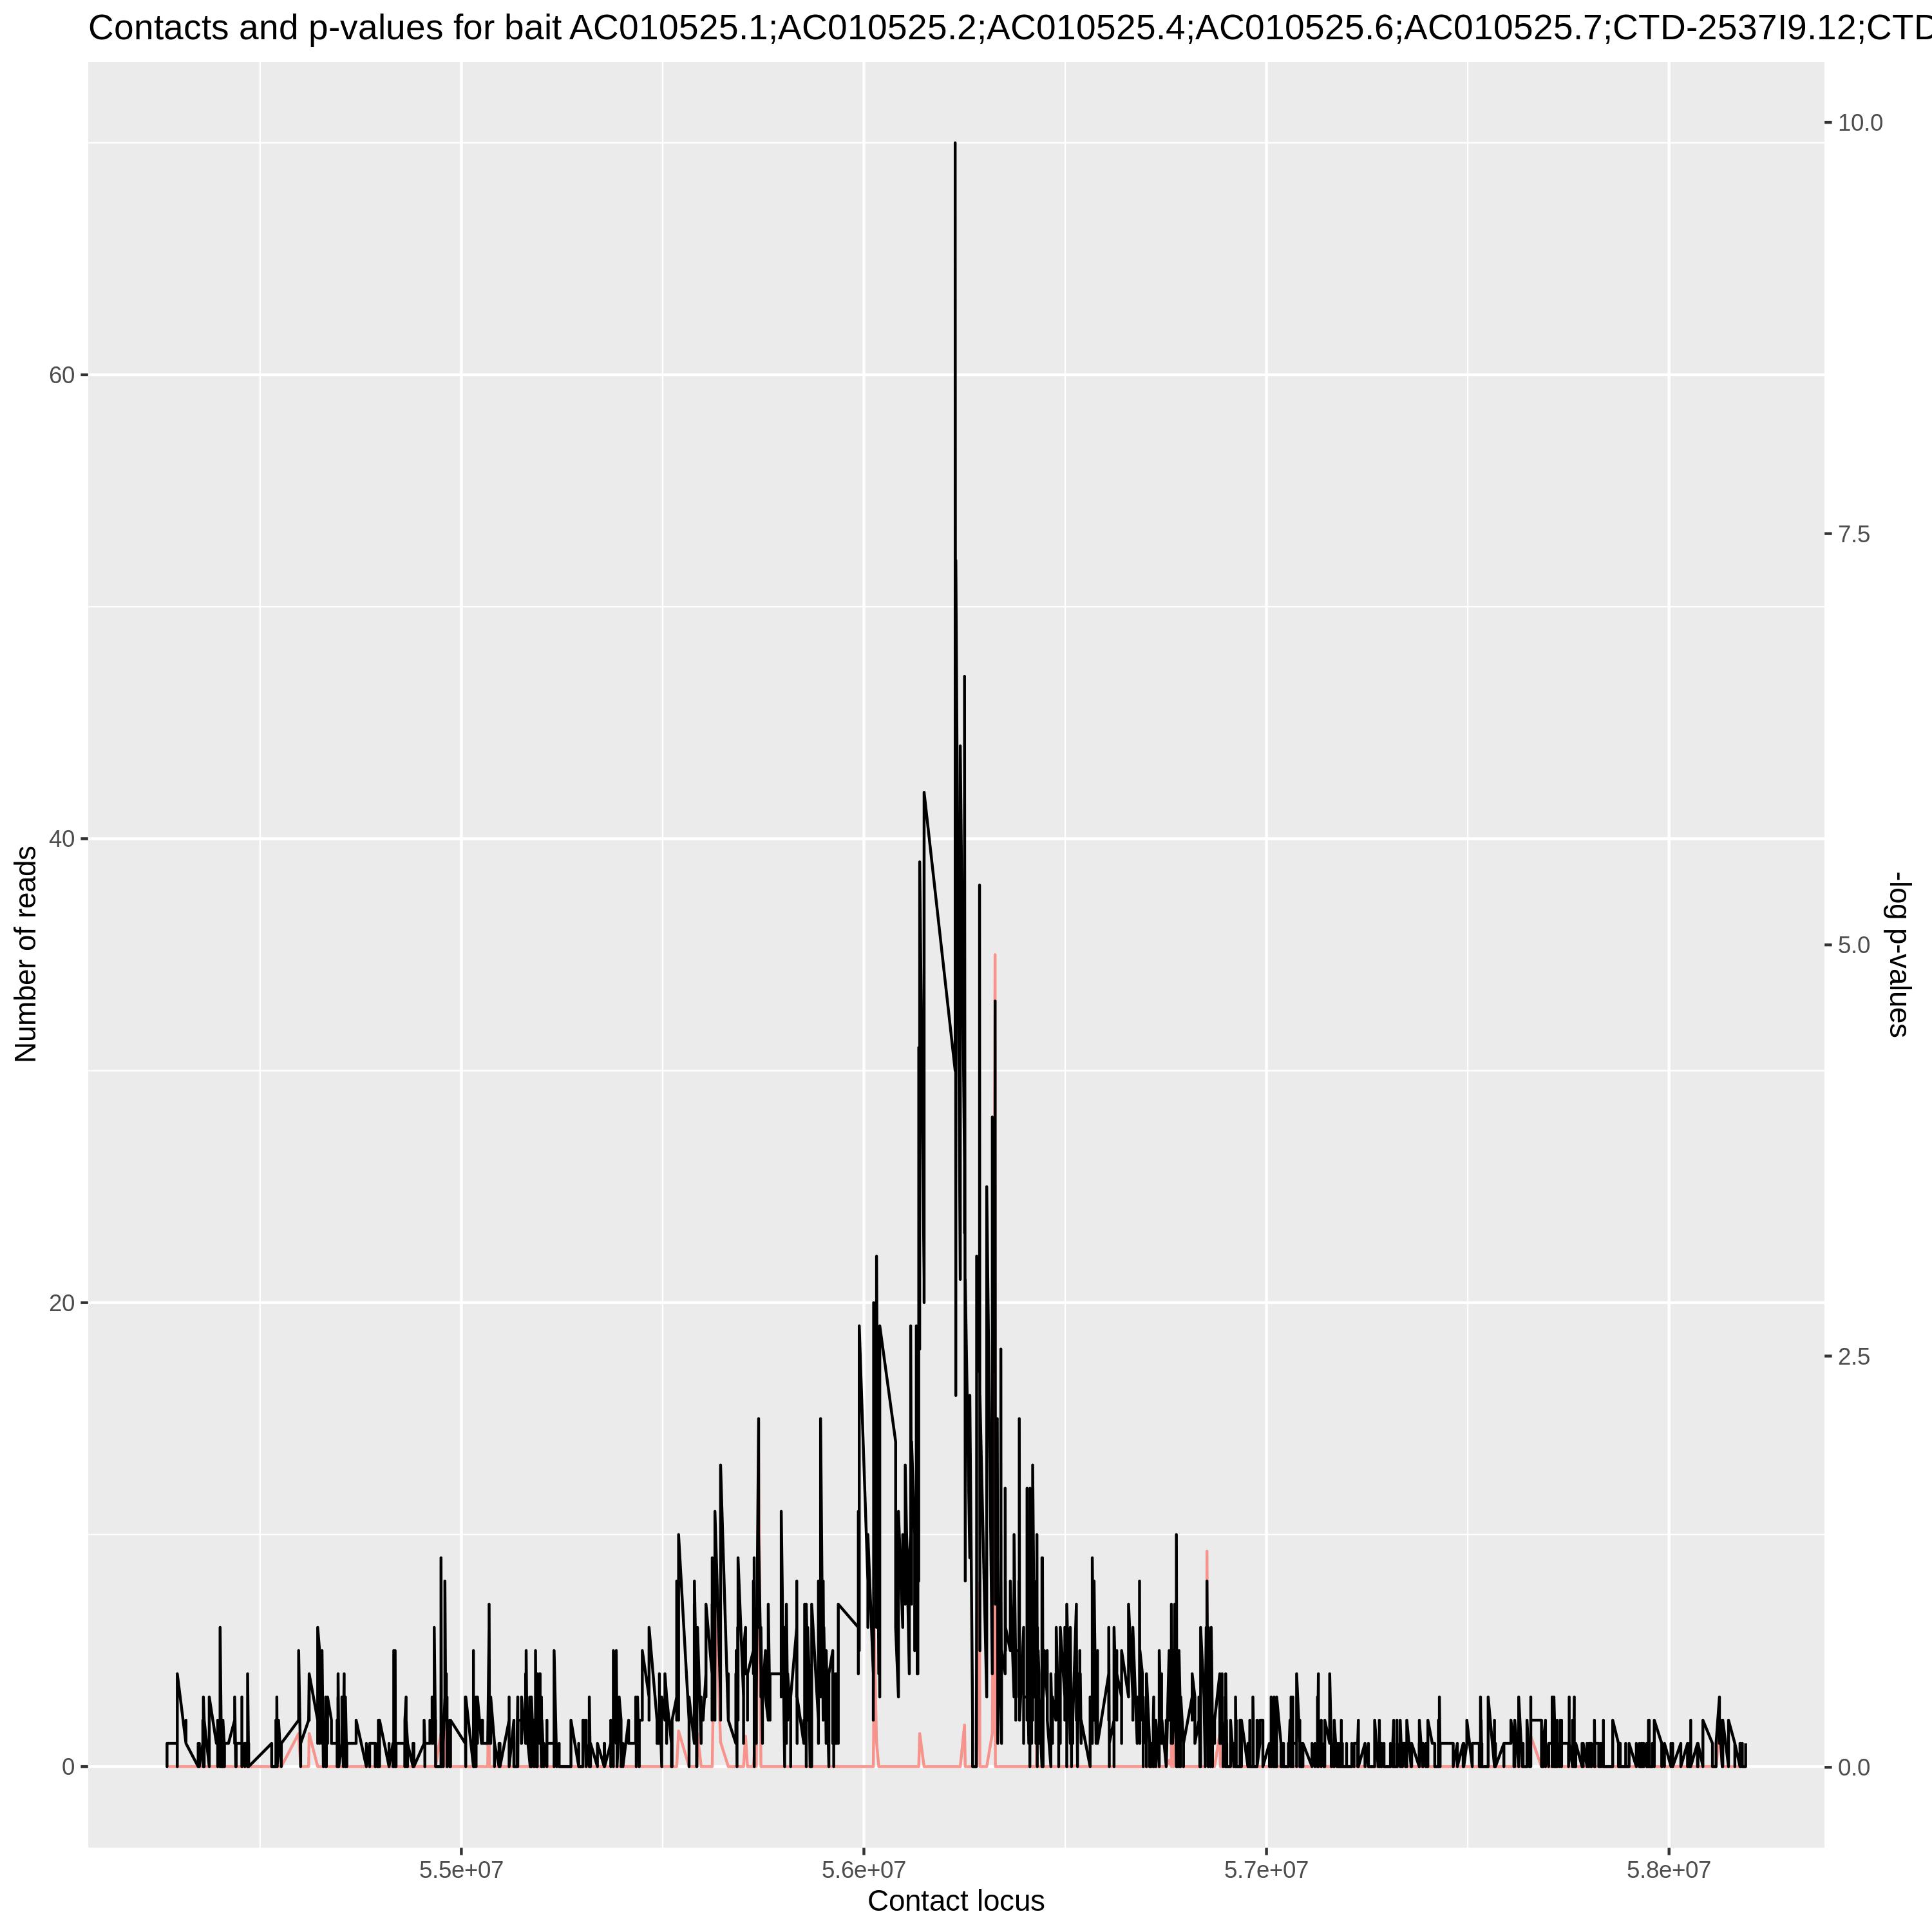 Contacts and p-values for bait AC010525.1;AC010525.2;AC010525.4;AC010525.6;AC010525.7;CTD-2537I9.12;CTD
10.0
7.5
5.0
2.5
0.0
60
40
20
0
Number of reads
-log p-values
5.5e+07
5.6e+07
5.7e+07
5.8e+07
Contact locus